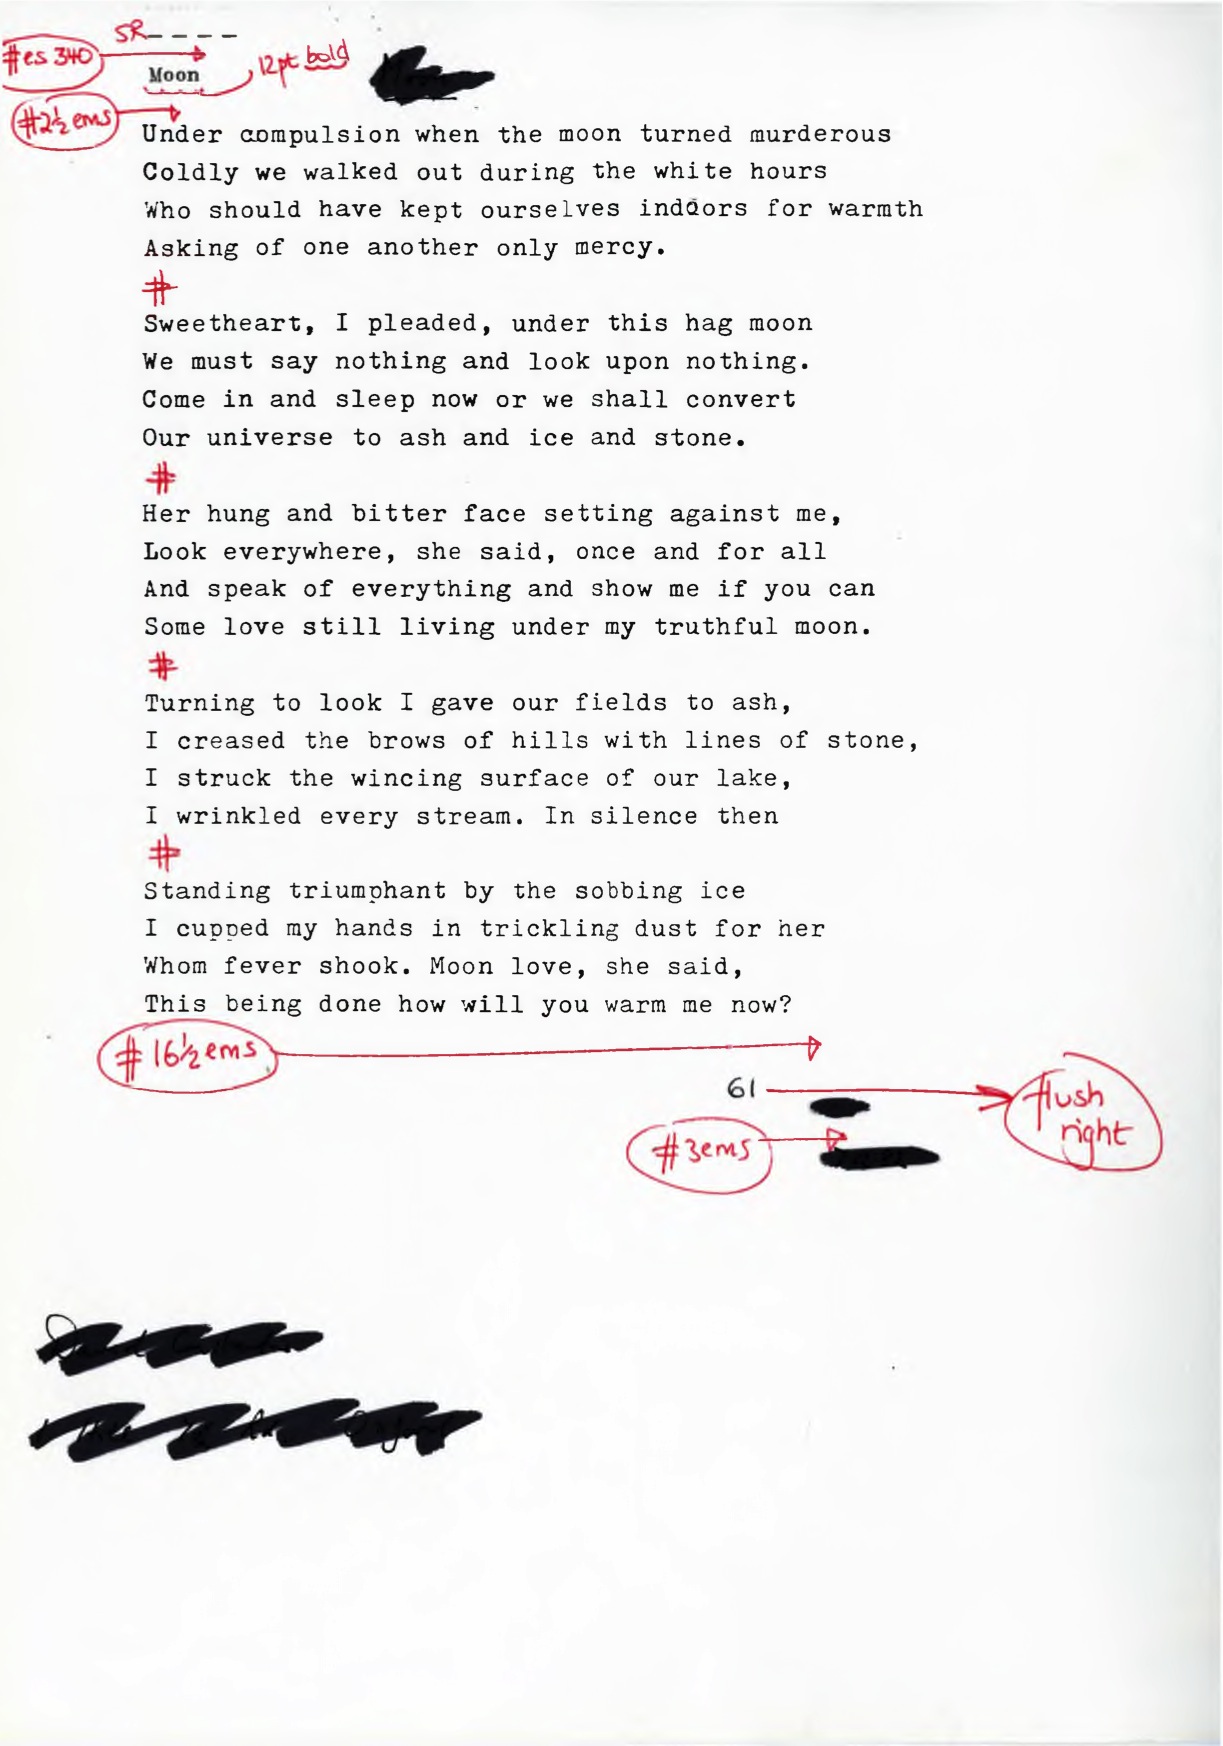 SR
#es 340
Moon
12pt bold
#2½ ems
Under compulsion when the moon turned murderous
Coldly we walked out during the white hours
Who should have kept ourselves indoors for warmth
Asking of one another only mercy.
#
Sweetheart, I pleaded, under this hag moon
We must say nothing and look upon nothing.
Come in and sleep now or we shall convert
Our universe to ash and ice and stone.
#
Her hung and bitter face setting against me,
Look everywhere, she said, once and for all
And speak of everything and show me if you can
Some love still living under my truthful moon.
#
Turning to look I gave our fields to ash,
I creased the brows of hills with lines of stone,
I struck the wincing surface of our lake,
I wrinkled every stream. In silence then
#
Standing triumphant by the sobbing ice
I cupped my hands in trickling dust for her
Whom fever shook. Moon love, she said,
This being done how will you warm me now?
# 16½ ems
61
flush
right
# 3ems